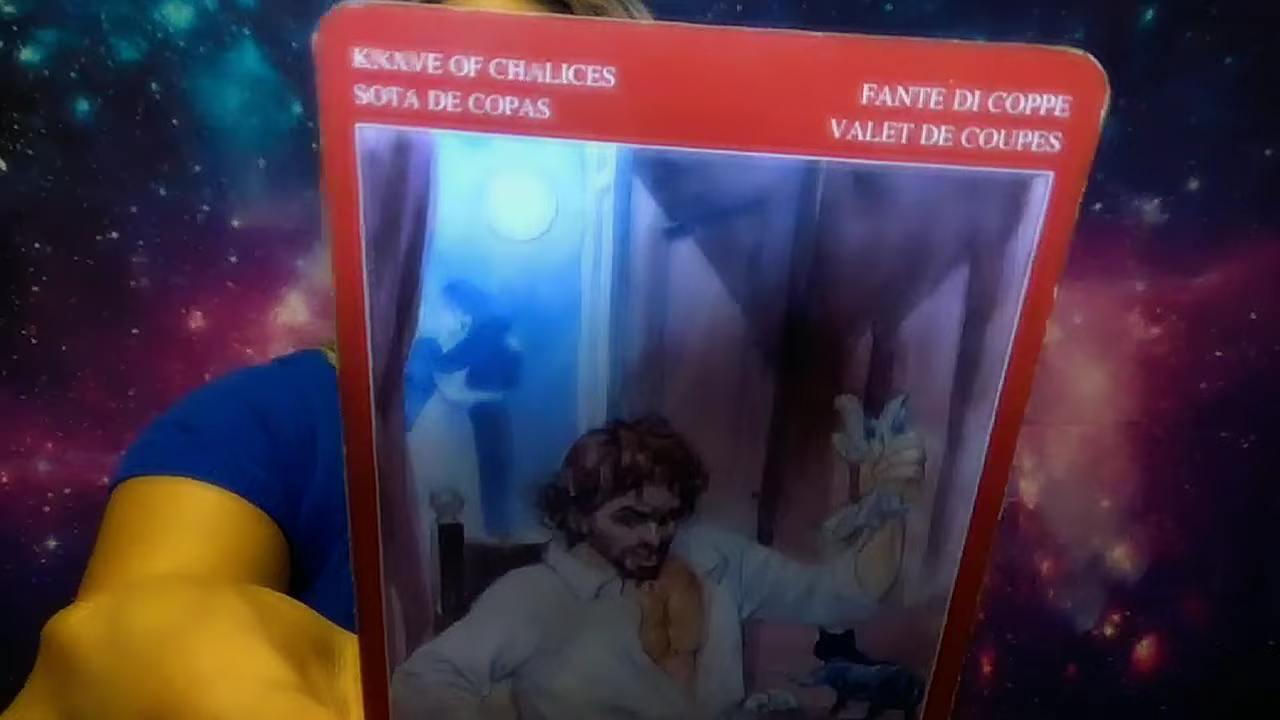 KNAVE OF CHALICES
SOTA DE COPAS
FANTE DI COPPE
VALET DE COUPES